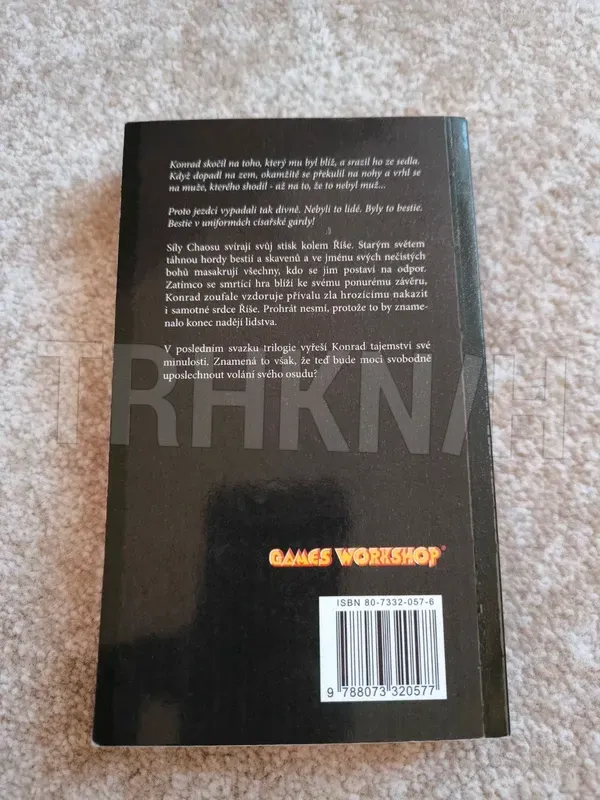 Konrad skočil na toho, který mu byl blíž, a srazil ho ze sedla.
Když dopadl na zem, okamžitě se překulil na nohy a vrhl se
na muže, kterého shodil - až na to, že to nebyl muž...
Proto jezdci vypadali tak divně. Nebyli to lidé. Byly to bestie.
Bestie v uniformách císařské gardy!
Síly Chaosu svírají svůj stisk kolem Říše. Starým světem
táhnou hordy bestií a skavenů a ve jménu svých nečistých
bohů masakrují všechny, kdo se jim postaví na odpor.
Zatímco se smrtící hra blíží ke svému ponurému závěru,
Konrad zoufale vzdoruje přívalu zla hrozícímu nakazit
i samotné srdce Říše. Prohrát nesmí, protože to by zname-
nalo konec nadějí lidstva.
V posledním svazku trilogie vyřeší Konrad tajemství své
minulosti. Znamená to však, že teď bude moci svobodně
uposlechnout volání svého osudu?
TRHKNIH
GAMES WORKSHOP®
ISBN 80-7332-057-6
9 788073 320577